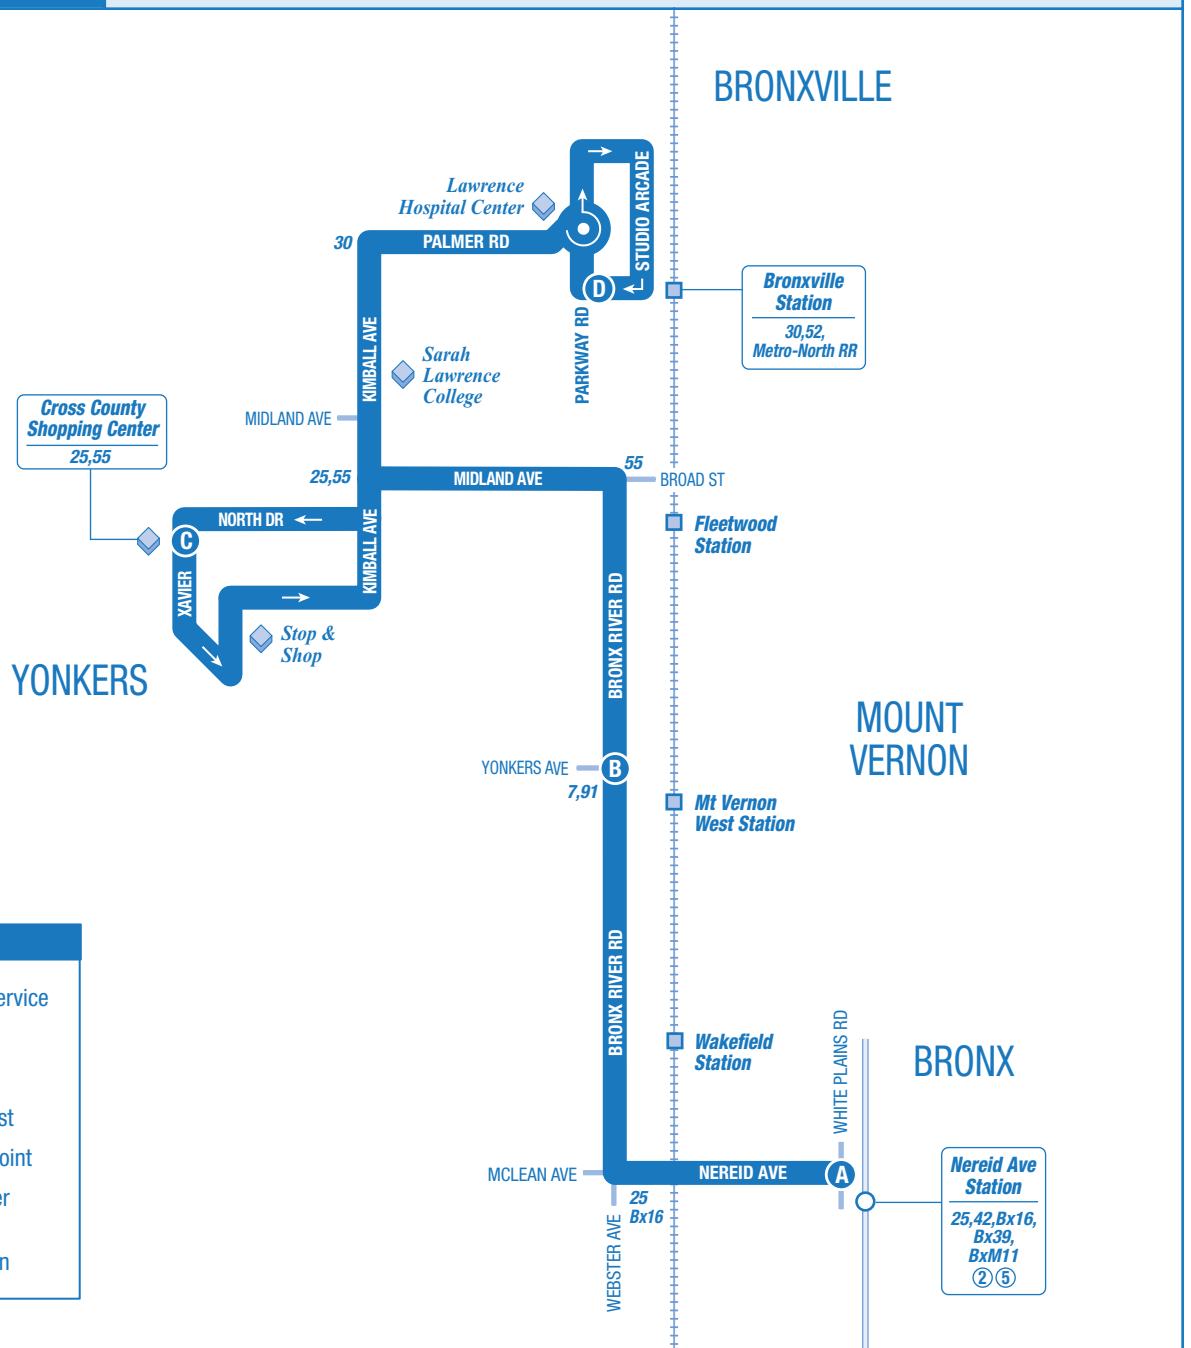 BRONXVILLE
Lawrence
Hospital Center
STUDIO ARCADE
30
PALMER RD
D
Bronxville
Station
30,52,
Metro-North RR
PARKWAY RD
KIMBALL AVE
Sarah
Lawrence
College
Cross County
Shopping Center
25,55
MIDLAND AVE
25,55
MIDLAND AVE
55
BROAD ST
NORTH DR
C
KIMBALL AVE
Fleetwood
Station
XAVIER
Stop &
Shop
BRONX RIVER RD
YONKERS
MOUNT
VERNON
YONKERS AVE
B
7,91
Mt Vernon
West Station
BRONX RIVER RD
Wakefield
Station
WHITE PLAINS RD
BRONX
MCLEAN AVE
NEREID AVE
A
Nereid Ave
Station
25,42,Bx16,
Bx39,
BxM11
2 5
25
Bx16
WEBSTER AVE